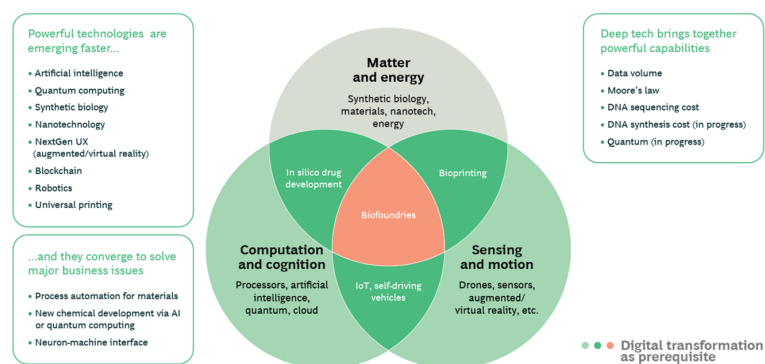 Powerful technologies are
emerging faster...
• Artificial intelligence
• Quantum computing
• Synthetic biology
• Nanotechnology
• NextGen UX
(augmented/virtual reality)
• Blockchain
• Robotics
• Universal printing
...and they converge to solve
major business issues
• Process automation for materials
• New chemical development via AI
or quantum computing
• Neuron-machine interface
Matter
and energy
Synthetic biology,
materials, nanotech,
energy
In silico drug
development
Bioprinting
Biofoundries
Computation
and cognition
Processors, artificial
intelligence,
quantum, cloud
IoT, self-driving
vehicles
Sensing
and motion
Drones, sensors,
augmented/
virtual reality, etc.
Deep tech brings together
powerful capabilities
• Data volume
• Moore's law
• DNA sequencing cost
• DNA synthesis cost (in progress)
• Quantum (in progress)
Digital transformation
as prerequisite